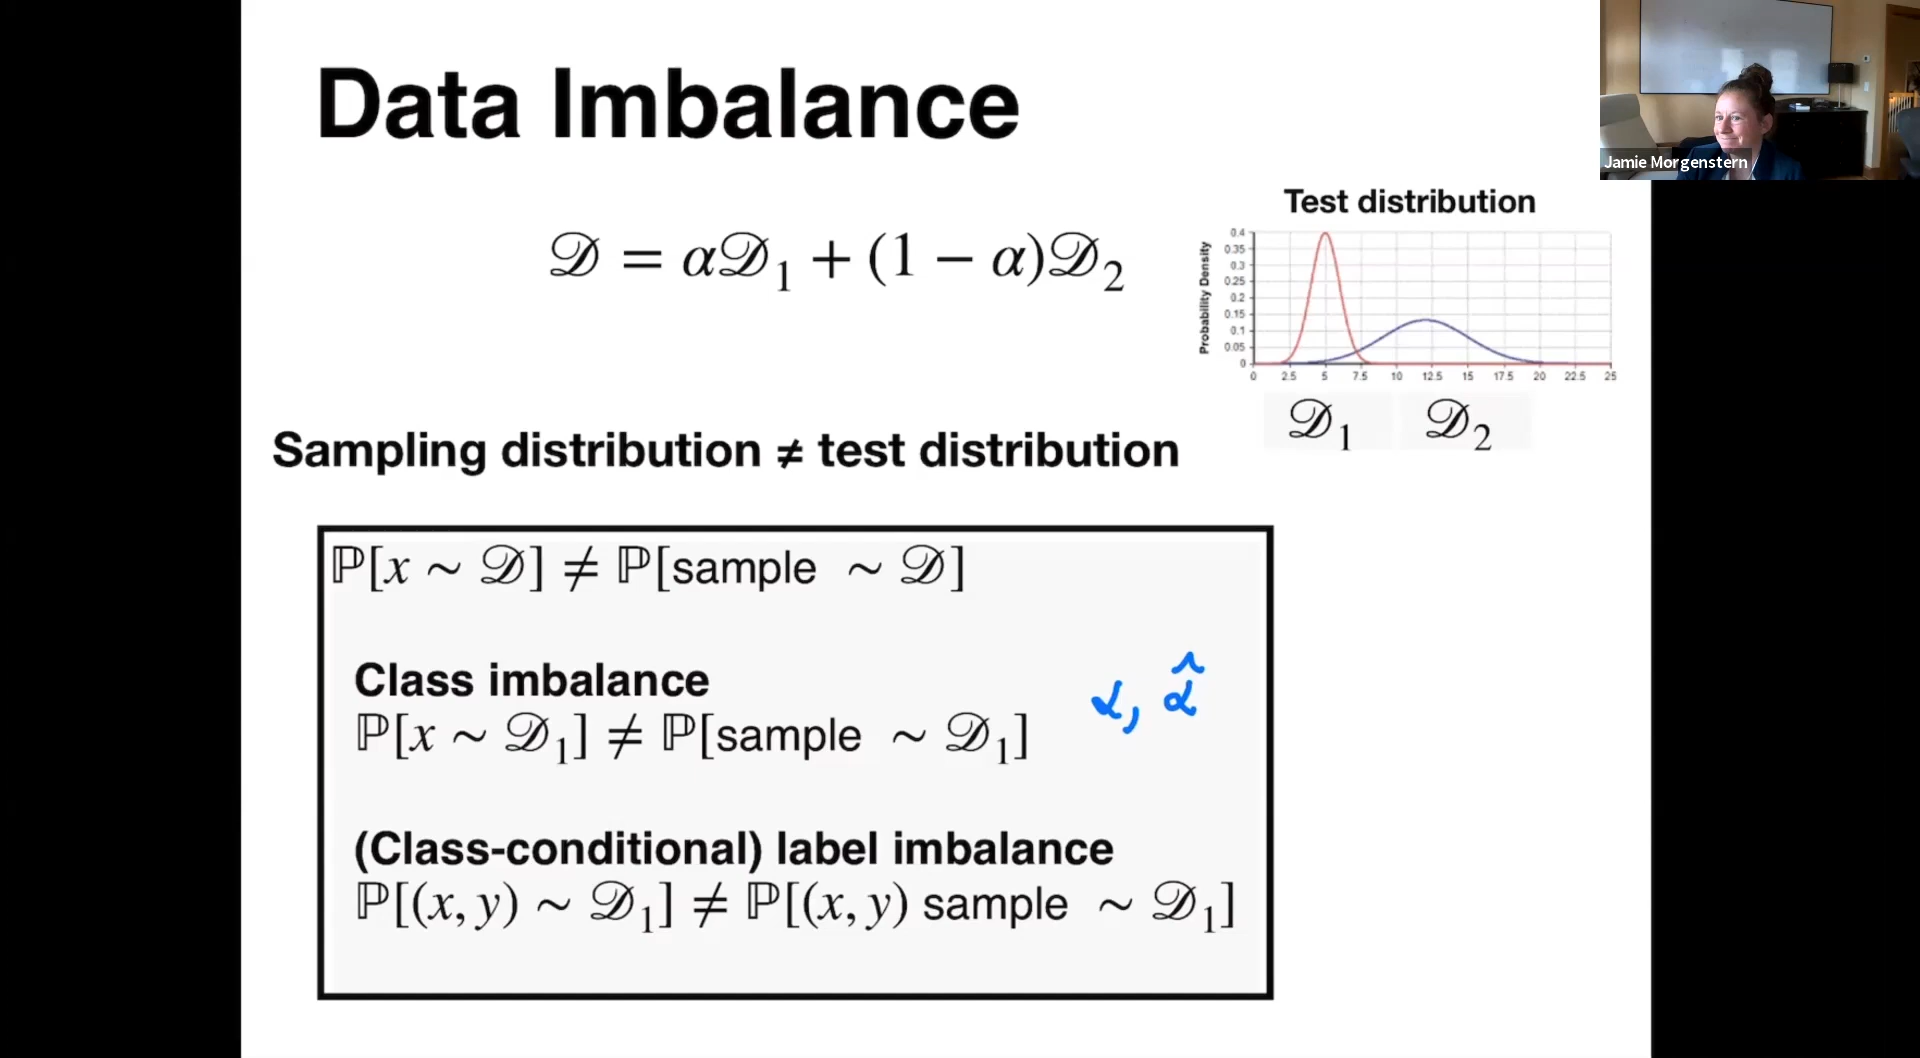 Data Imbalance
Jamie Morgenstern
𝒟 = α𝒟₁ + (1 − α)𝒟₂
Test distribution
Probability Density
0.4
0.35
0.3
0.25
0.2
0.15
0.1
0.05
0
0 2.5 5 7.5 10 12.5 15 17.5 20 22.5 25
𝒟₁ 𝒟₂
Sampling distribution ≠ test distribution
ℙ[x ∼ 𝒟] ≠ ℙ[sample ∼ 𝒟]
Class imbalance
α, α̂
ℙ[x ∼ 𝒟₁] ≠ ℙ[sample ∼ 𝒟₁]
(Class-conditional) label imbalance
ℙ[(x, y) ∼ 𝒟₁] ≠ ℙ[(x, y) sample ∼ 𝒟₁]